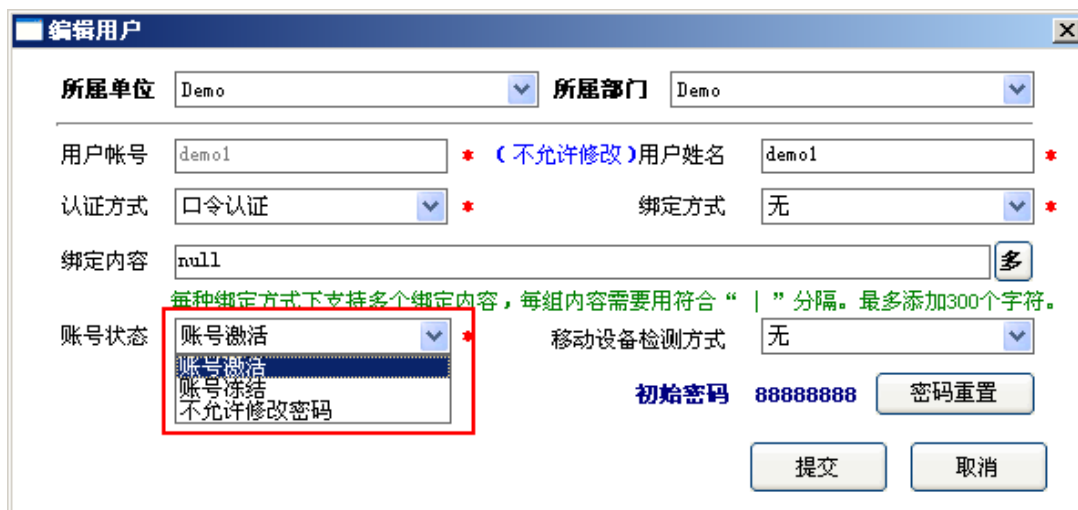 编辑用户
所属单位 Demo 所属部门 Demo
用户帐号 demo1 * (不允许修改)用户姓名 demo1 *
认证方式 口令认证 * 绑定方式 无 *
绑定内容 null 多
每种绑定方式下支持多个绑定内容，每组内容需要用符合“ | ”分隔。最多添加300个字符。
账号状态 账号激活 * 移动设备检测方式 无
账号激活
账号冻结
不允许修改密码
初始密码 88888888 密码重置
提交 取消